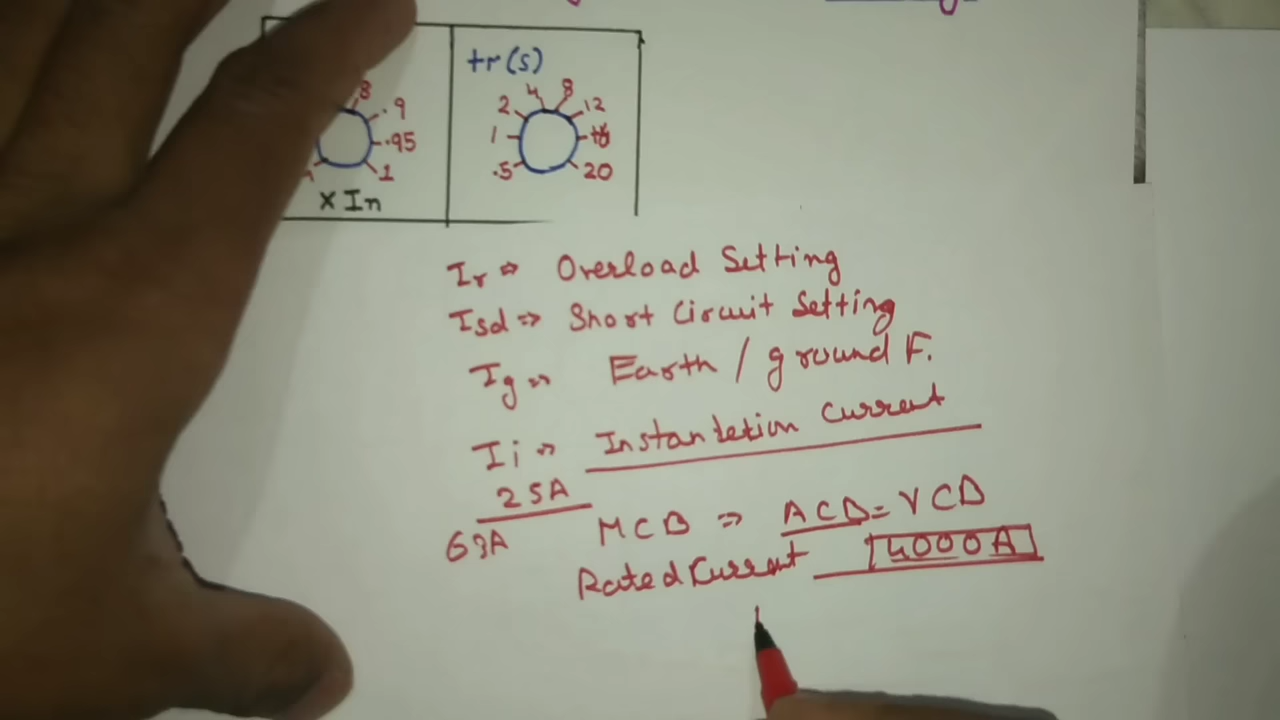 tr(s)
8 .9 .95 1
2 4 8 12
1
.5 20
X In
Ir ⇒ Overload Setting
Isd ⇒ Short Circuit Setting
Ig ⇒ Earth / ground F.
Ii ⇒ Instantetion Current
25A
63A
MCB ⇒ ACB = VCB
Rated Current 4000A